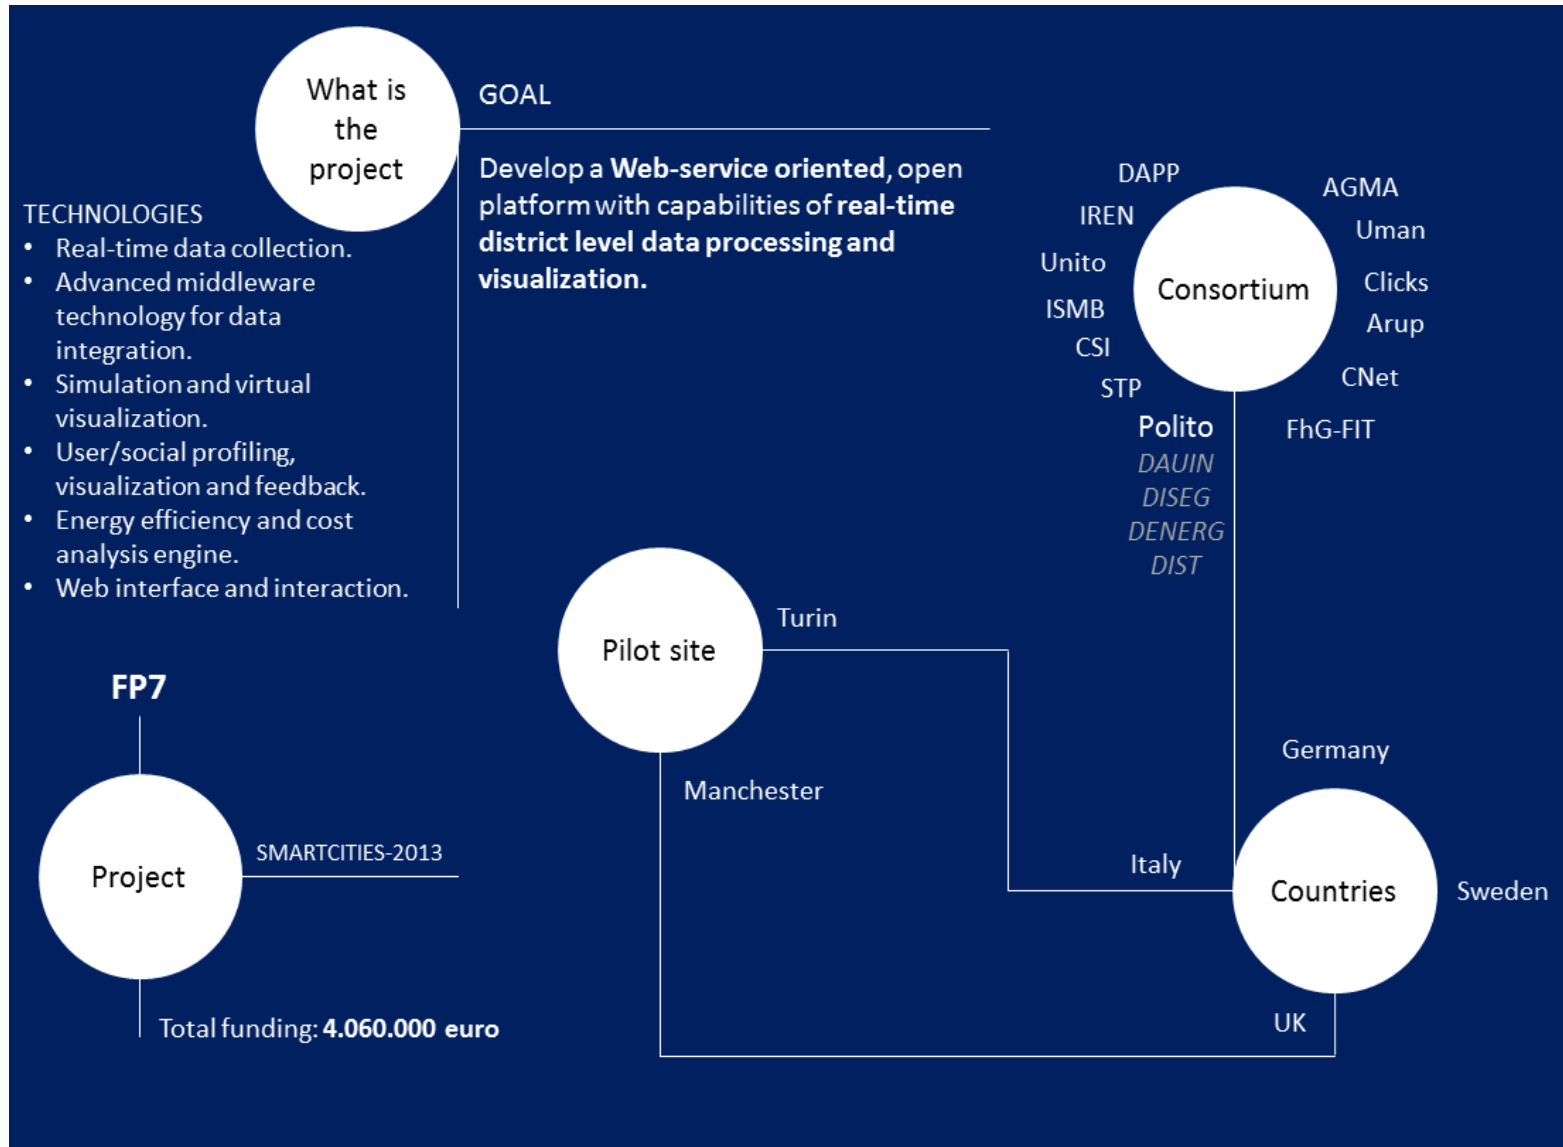 What is
the
project
GOAL
Develop a Web-service oriented, open
platform with capabilities of real-time
district level data processing and
visualization.
TECHNOLOGIES
• Real-time data collection.
• Advanced middleware
technology for data
integration.
• Simulation and virtual
visualization.
• User/social profiling,
visualization and feedback.
• Energy efficiency and cost
analysis engine.
• Web interface and interaction.
DAPP
IREN
Unito
ISMB
CSI
STP
Polito
DAUIN
DISEG
DENERG
DIST
Consortium
AGMA
Uman
Clicks
Arup
CNet
FhG-FIT
Pilot site
Turin
Manchester
FP7
Project
SMARTCITIES-2013
Total funding: 4.060.000 euro
Germany
Italy
Countries
Sweden
UK